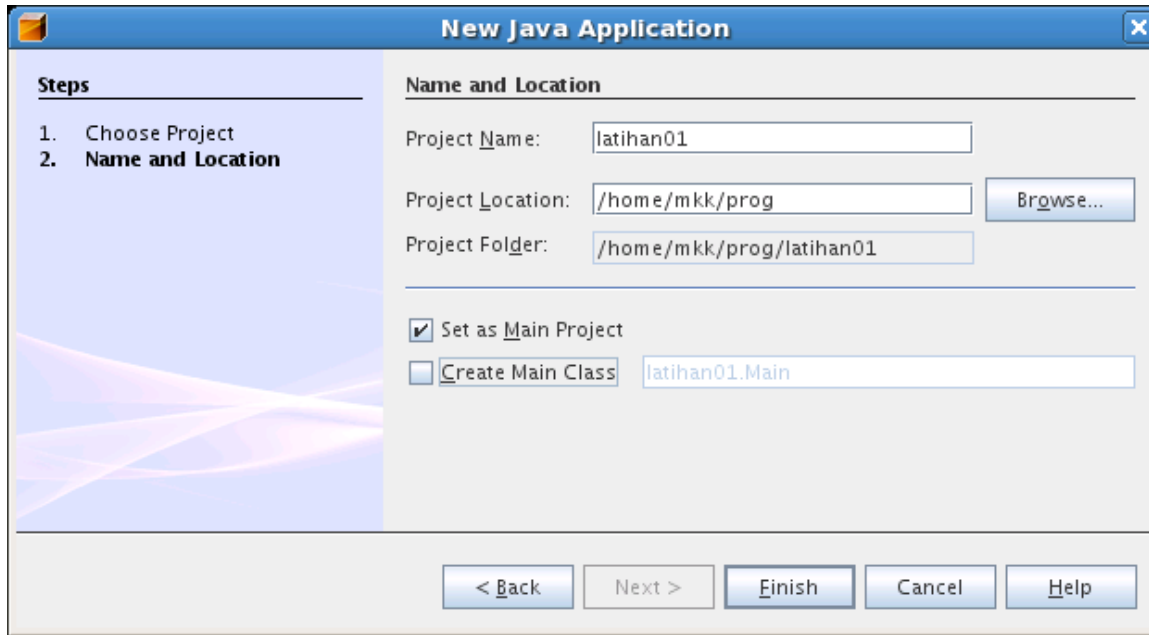 New Java Application
Steps
1. Choose Project
2. Name and Location
Name and Location
Project Name: latihan01
Project Location: /home/mkk/prog Browse...
Project Folder: /home/mkk/prog/latihan01
Set as Main Project
Create Main Class latihan01.Main
< Back Next > Finish Cancel Help